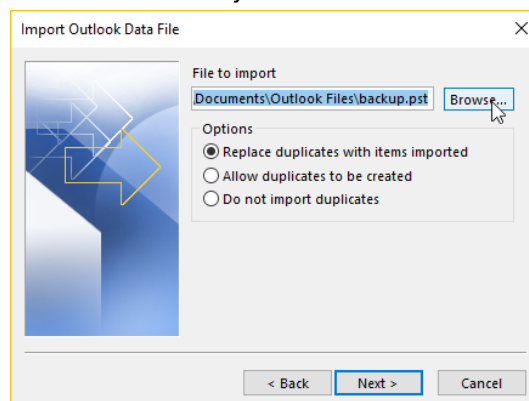 Import Outlook Data File
File to import
Documents\Outlook Files\backup.pst Browse...
Options
Replace duplicates with items imported
Allow duplicates to be created
Do not import duplicates
< Back Next > Cancel